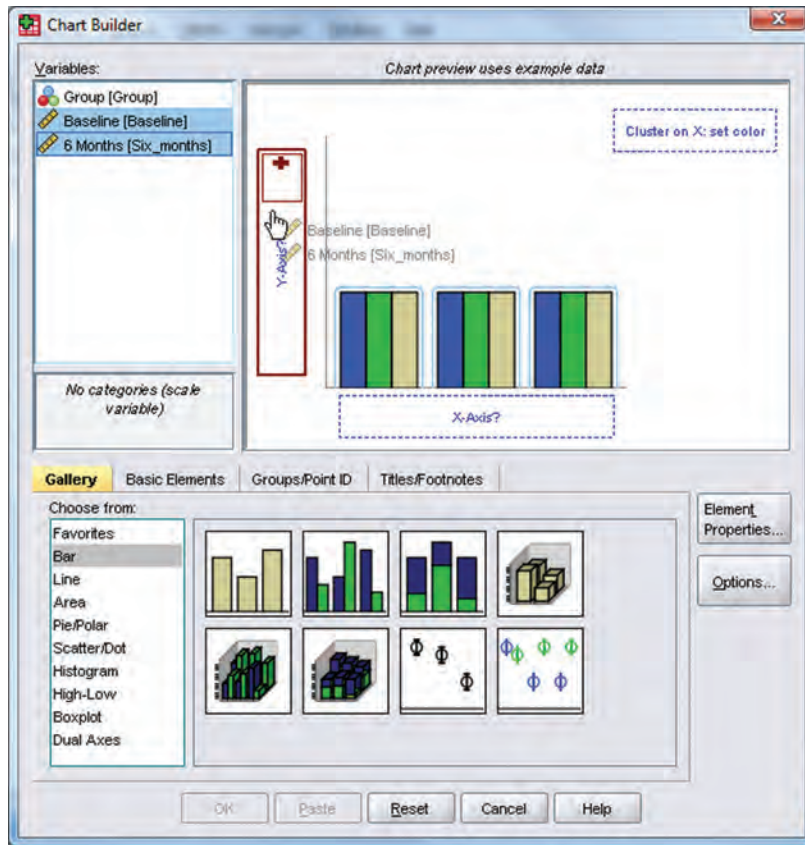 Chart Builder
Variables:
Chart preview uses example data
Group [Group]
Baseline [Baseline]
6 Months [Six_months]
Cluster on X: set color
Baseline [Baseline]
6 Months [Six_months]
Y-Axis?
X-Axis?
No categories (scale
variable)
Gallery
Basic Elements
Groups/Point ID
Titles/Footnotes
Choose from:
Favorites
Bar
Line
Area
Pie/Polar
Scatter/Dot
Histogram
High-Low
Boxplot
Dual Axes
Element
Properties...
Options...
OK
Paste
Reset
Cancel
Help